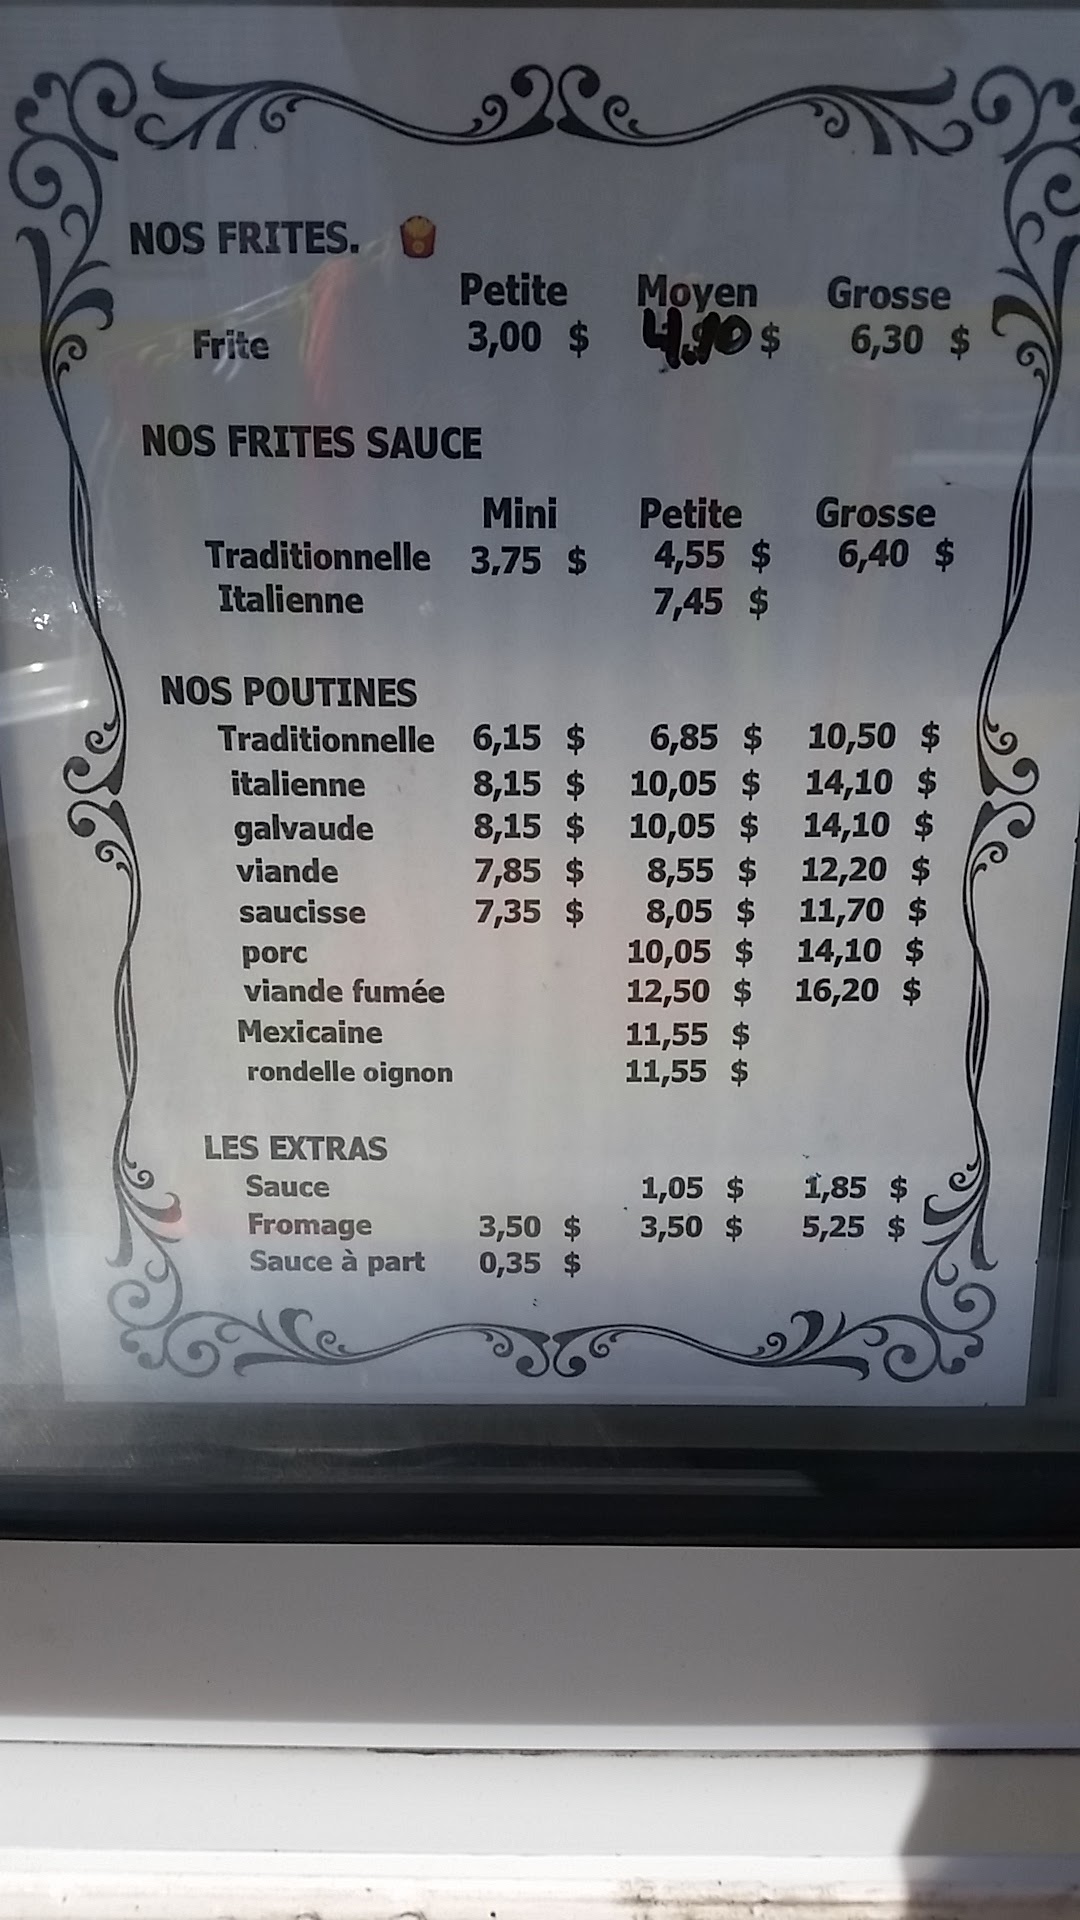 NOS FRITES.
Petite Moyen Grosse
Frite 3,00 $ 4.90 $ 6,30 $
NOS FRITES SAUCE
Mini Petite Grosse
Traditionnelle 3,75 $ 4,55 $ 6,40 $
Italienne 7,45 $
NOS POUTINES
Traditionnelle 6,15 $ 6,85 $ 10,50 $
italienne 8,15 $ 10,05 $ 14,10 $
galvaude 8,15 $ 10,05 $ 14,10 $
viande 7,85 $ 8,55 $ 12,20 $
saucisse 7,35 $ 8,05 $ 11,70 $
porc 10,05 $ 14,10 $
viande fumée 12,50 $ 16,20 $
Mexicaine 11,55 $
rondelle oignon 11,55 $
LES EXTRAS
Sauce 1,05 $ 1,85 $
Fromage 3,50 $ 3,50 $ 5,25 $
Sauce à part 0,35 $